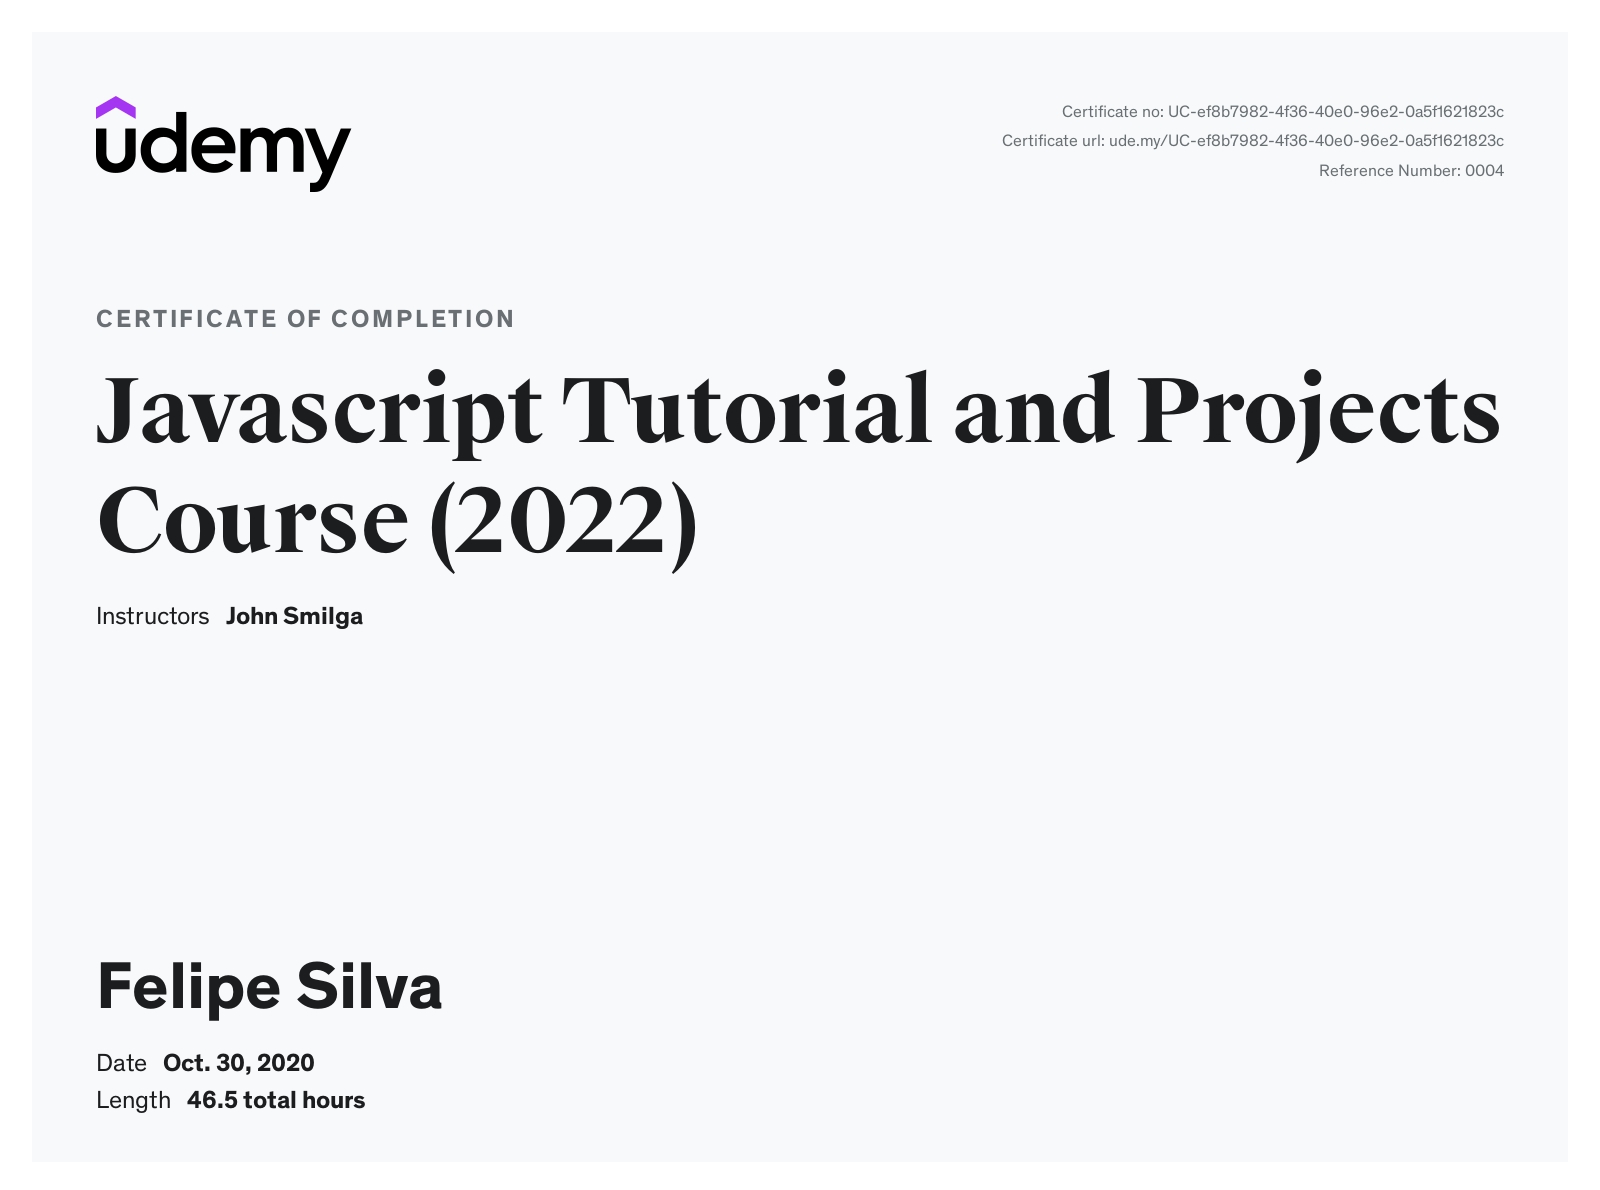 udemy
Certificate no: UC-ef8b7982-4f36-40e0-96e2-0a5f1621823c
Certificate url: ude.my/UC-ef8b7982-4f36-40e0-96e2-0a5f1621823c
Reference Number: 0004
CERTIFICATE OF COMPLETION
Javascript Tutorial and Projects
Course (2022)
Instructors John Smilga
Felipe Silva
Date Oct. 30, 2020
Length 46.5 total hours